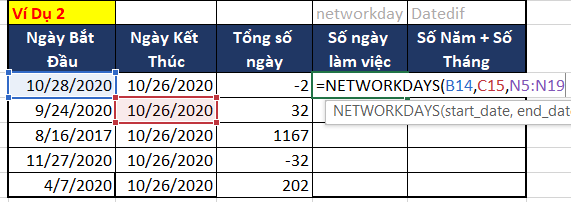 Ví Dụ 2 networkday Datedif
Ngày Bắt Đầu Ngày Kết Thúc Tổng số ngày Số ngày làm việc Số Năm + Số Tháng
10/28/2020 10/26/2020 -2 =NETWORKDAYS(B14,C15,N5:N19
NETWORKDAYS(start_date, end_date
9/24/2020 10/26/2020 32
8/16/2017 10/26/2020 1167
11/27/2020 10/26/2020 -32
4/7/2020 10/26/2020 202